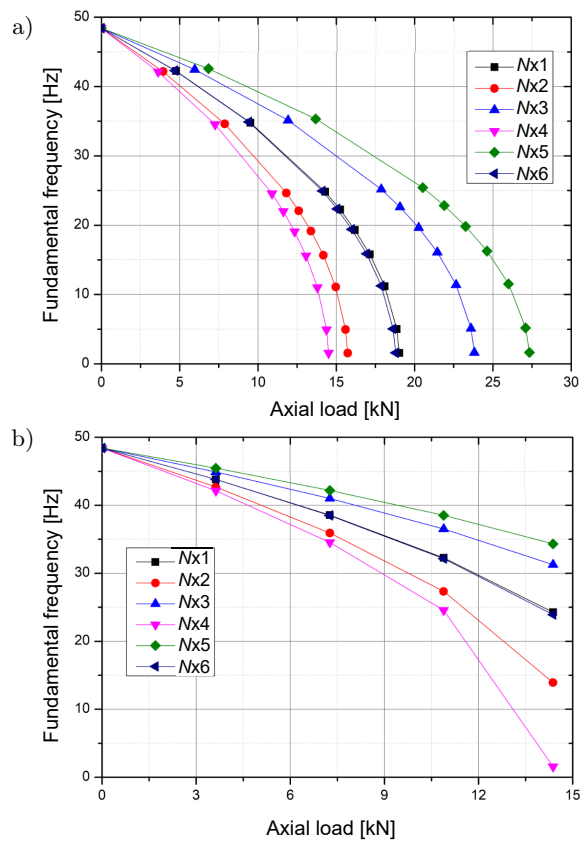 a)
50
40
30
20
10
0
Fundamental frequency [Hz]
Nx1
Nx2
Nx3
Nx4
Nx5
Nx6
0 5 10 15 20 25 30
Axial load [kN]
b)
50
40
30
20
10
0
Fundamental frequency [Hz]
Nx1
Nx2
Nx3
Nx4
Nx5
Nx6
0 3 6 9 12 15
Axial load [kN]